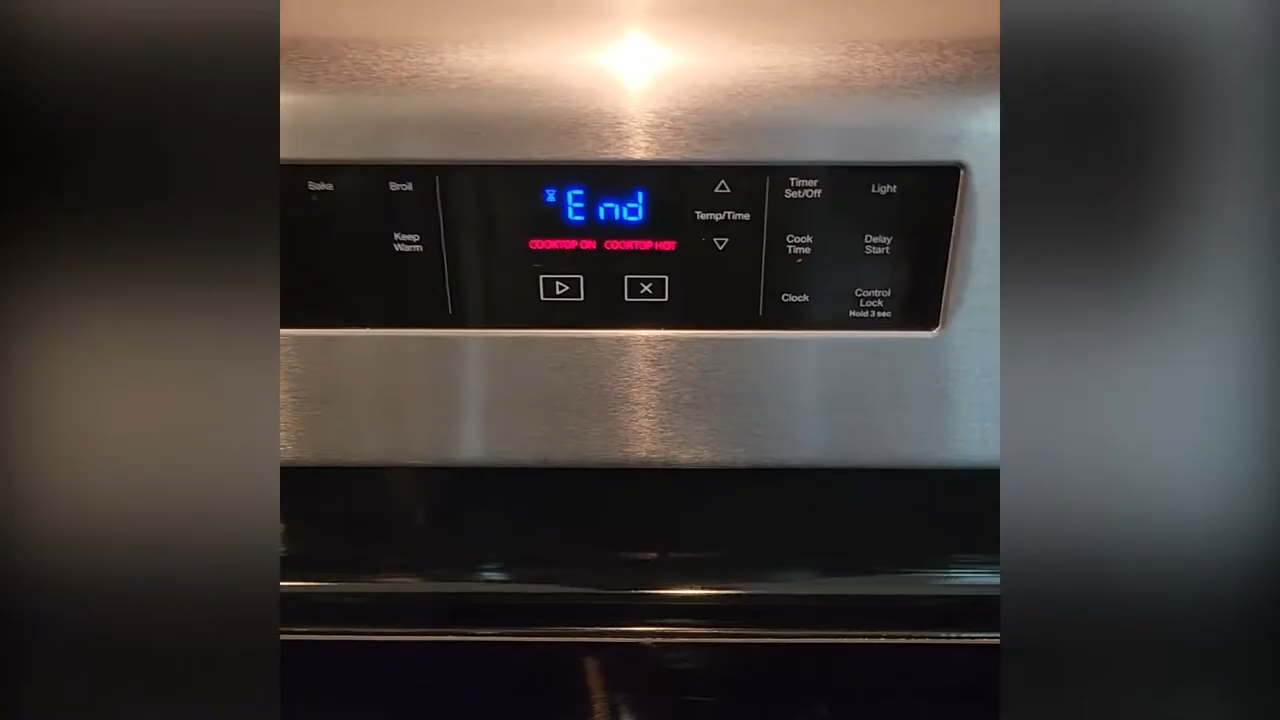 Bake
Broil
Keep
Warm
End
COOKTOP ON COOKTOP HOT
Temp/Time
Timer
Set/Off
Light
Cook
Time
Delay
Start
Clock
Control
Lock
Hold 3 sec